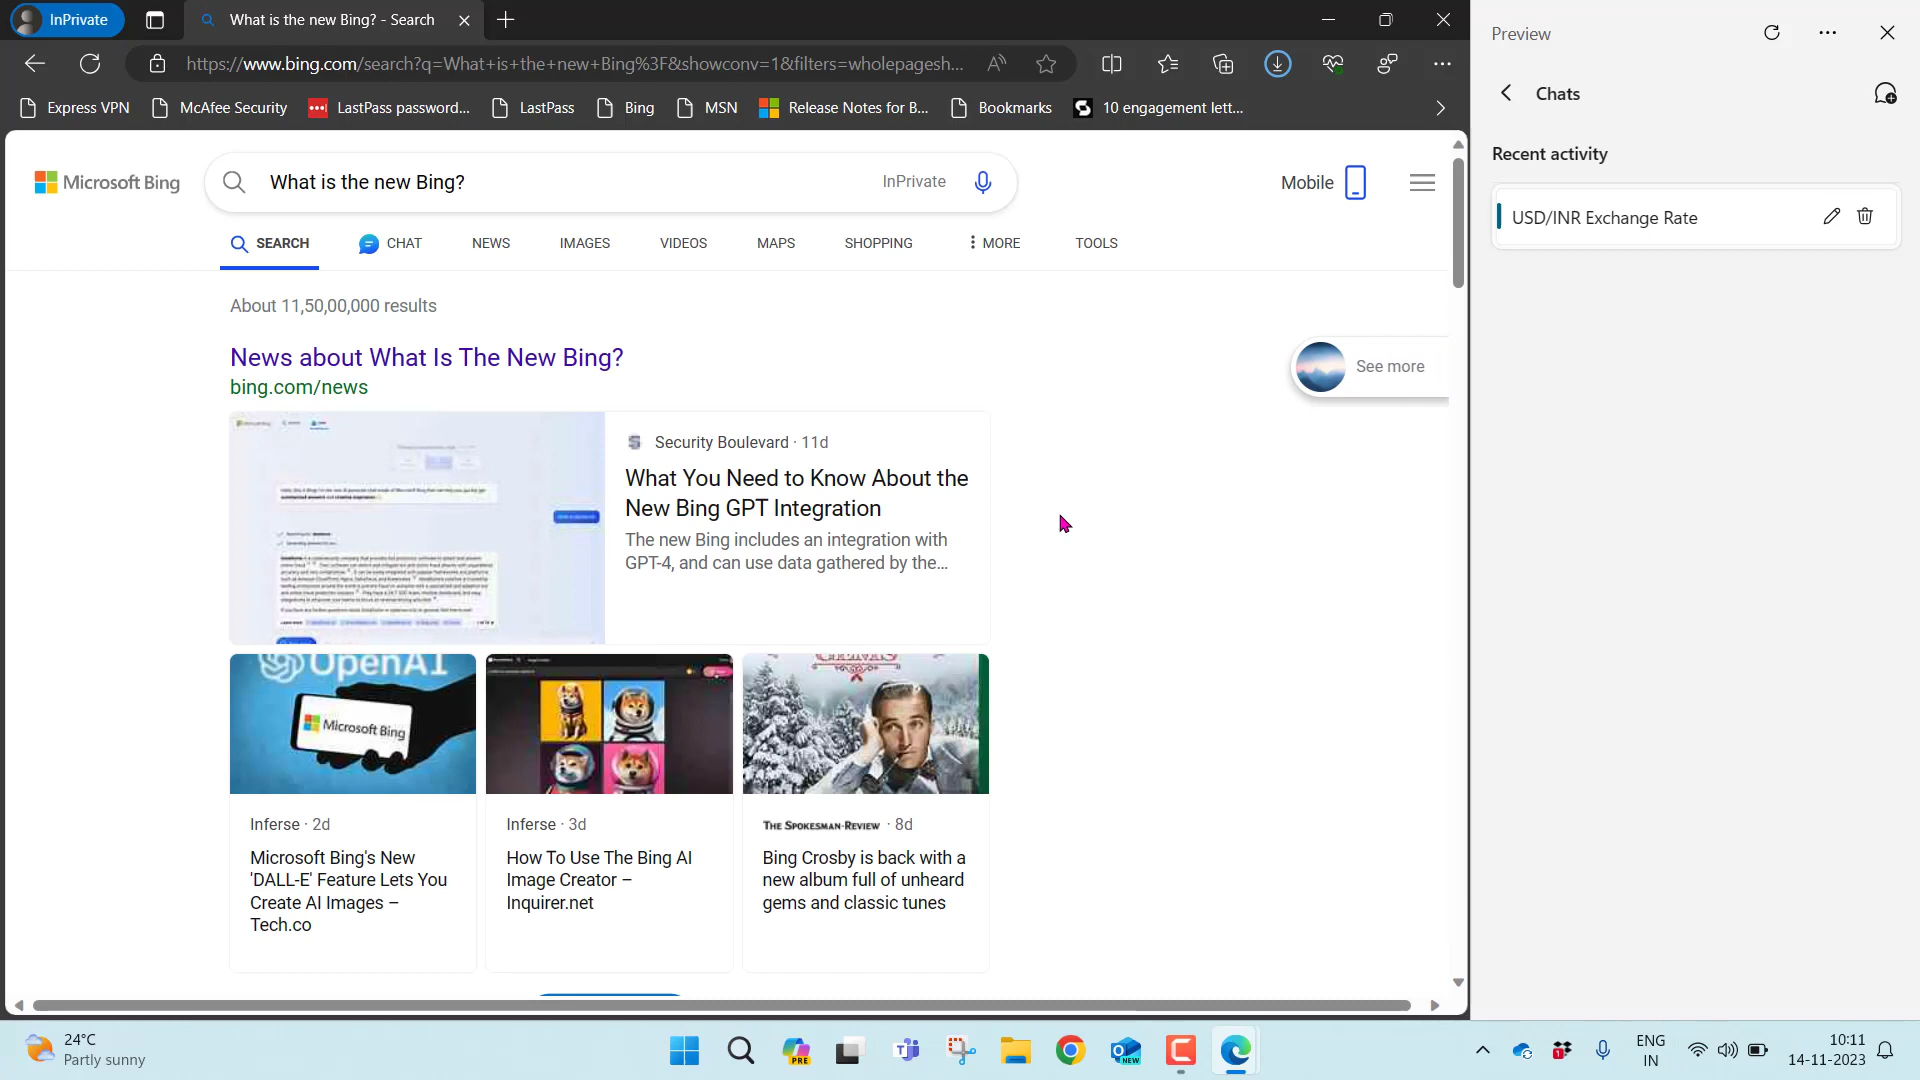 InPrivate
What is the new Bing? - Search
https://www.bing.com/search?q=What+is+the+new+Bing%3F&showconv=1&filters=wholepagesh...
Express VPN
McAfee Security
LastPass password...
LastPass
Bing
MSN
Release Notes for B...
Bookmarks
10 engagement lett...
Microsoft Bing
What is the new Bing?
InPrivate
Mobile
SEARCH
CHAT
NEWS
IMAGES
VIDEOS
MAPS
SHOPPING
MORE
TOOLS
About 11,50,00,000 results
News about What Is The New Bing?
bing.com/news
See more
Security Boulevard · 11d
What You Need to Know About the
New Bing GPT Integration
The new Bing includes an integration with
GPT-4, and can use data gathered by the...
OpenAI
Microsoft Bing
Inferse · 2d
Microsoft Bing's New
'DALL-E' Feature Lets You
Create AI Images –
Tech.co
Inferse · 3d
How To Use The Bing AI
Image Creator –
Inquirer.net
THE SPOKESMAN-REVIEW · 8d
Bing Crosby is back with a
new album full of unheard
gems and classic tunes
Preview
Chats
Recent activity
USD/INR Exchange Rate
24°C
Partly sunny
PRE
NEW
ENG
IN
10:11
14-11-2023